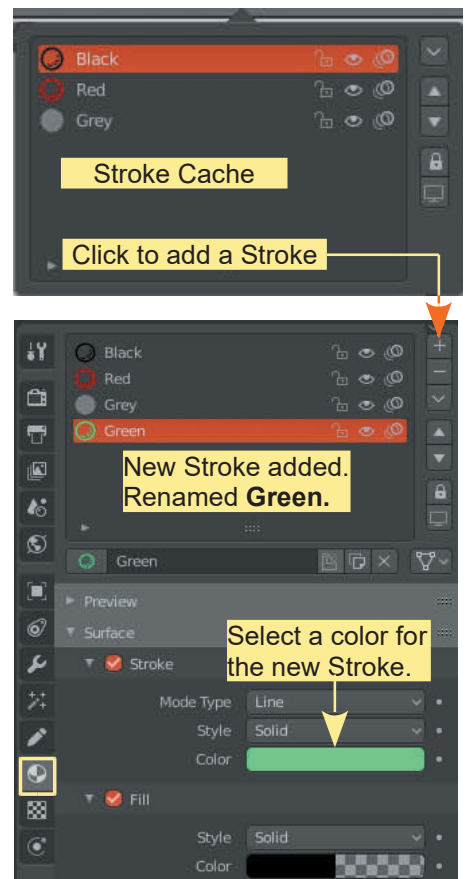 Black
Red
Grey
Stroke Cache
Click to add a Stroke
Black
Red
Grey
Green
New Stroke added.
Renamed Green.
Green
Preview
Surface
Select a color for
the new Stroke.
Stroke
Mode Type Line
Style Solid
Color
Fill
Style Solid
Color